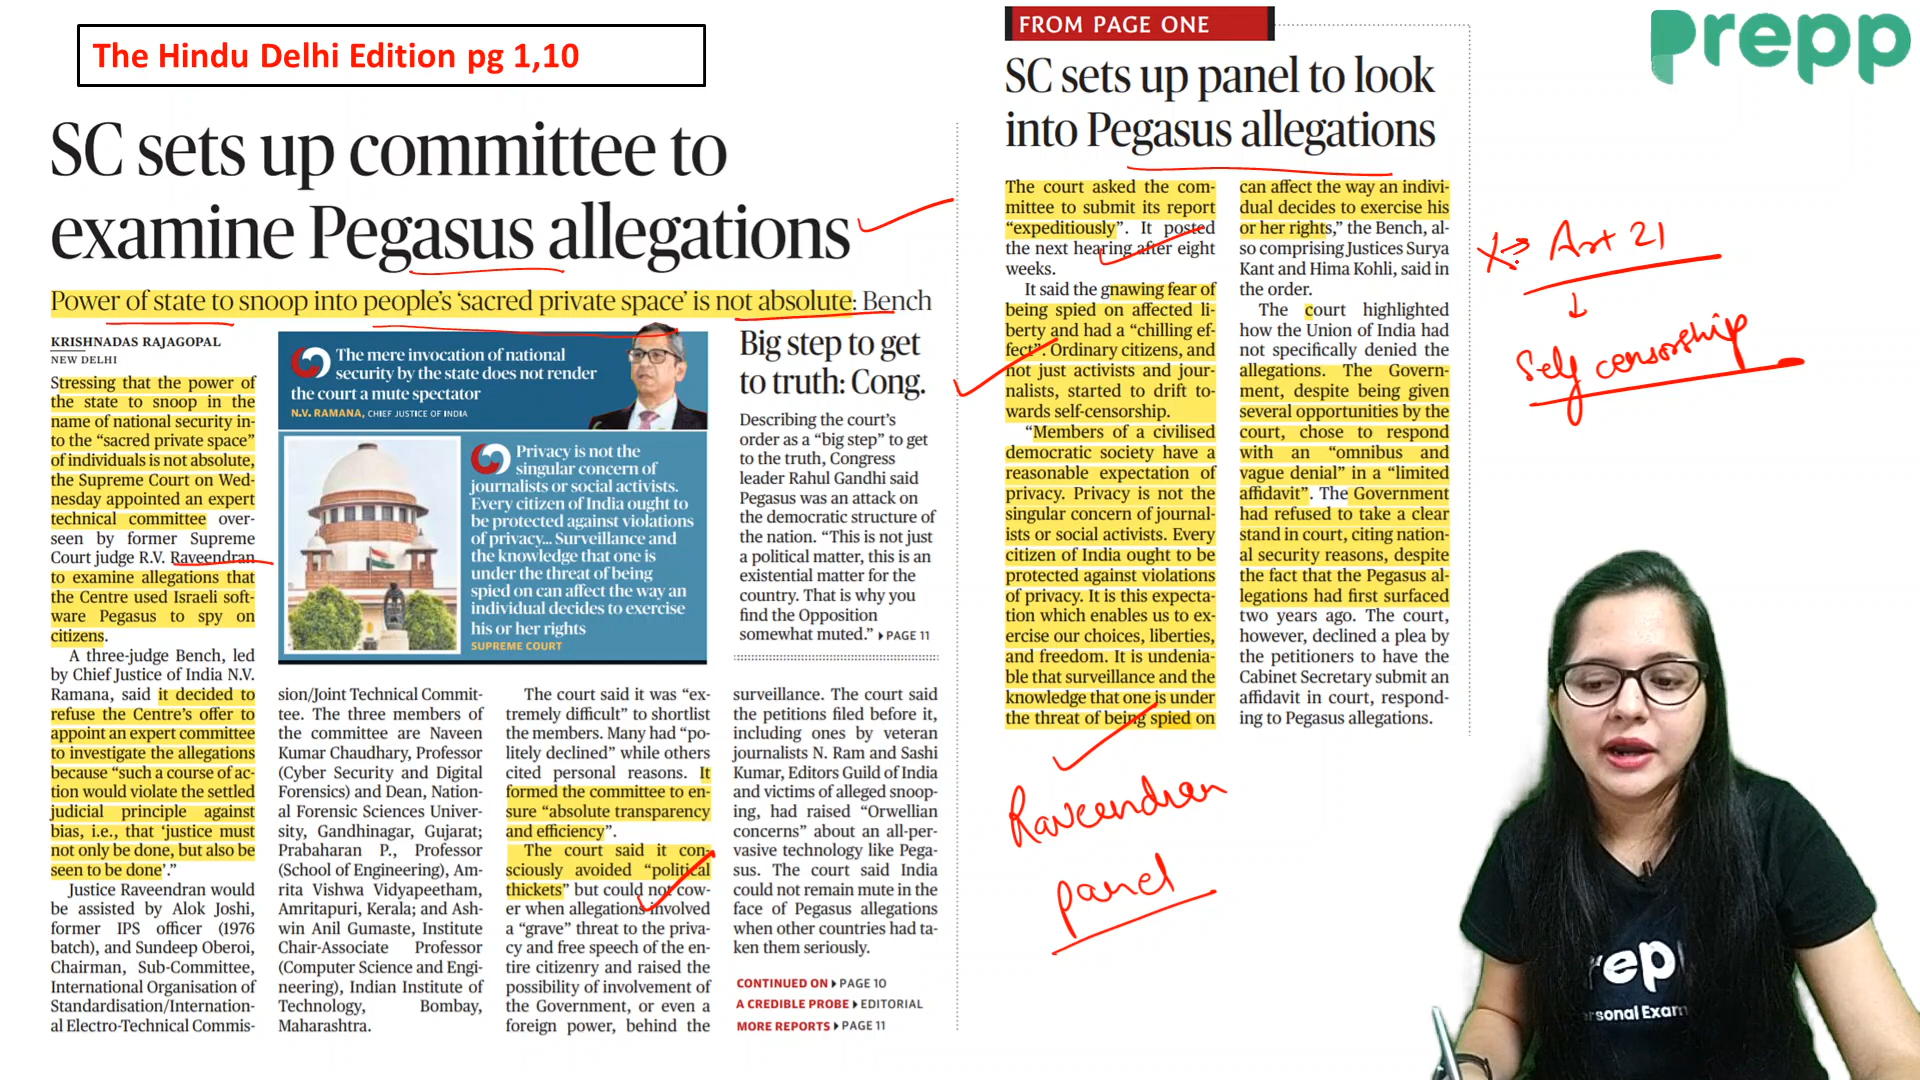 The Hindu Delhi Edition pg 1,10
SC sets up committee to
examine Pegasus allegations
Power of state to snoop into people's 'sacred private space' is not absolute: Bench
KRISHNADAS RAJAGOPAL
NEW DELHI
Stressing that the power of
the state to snoop in the
name of national security in-
to the "sacred private space"
of individuals is not absolute,
the Supreme Court on Wed-
nesday appointed an expert
technical committee over-
seen by former Supreme
Court judge R.V. Raveendran
to examine allegations that
the Centre used Israeli soft-
ware Pegasus to spy on
citizens.
A three-judge Bench, led
by Chief Justice of India N.V.
Ramana, said it decided to
refuse the Centre's offer to
appoint an expert committee
to investigate the allegations
because "such a course of ac-
tion would violate the settled
judicial principle against
bias, i.e., that 'justice must
not only be done, but also be
seen to be done'."
Justice Raveendran would
be assisted by Alok Joshi,
former IPS officer (1976
batch), and Sundeep Oberoi,
Chairman, Sub-Committee,
International Organisation of
Standardisation/Internation-
al Electro-Technical Commis-
The mere invocation of national
security by the state does not render
the court a mute spectator
N.V. RAMANA, CHIEF JUSTICE OF INDIA
Privacy is not the
singular concern of
journalists or social activists.
Every citizen of India ought to
be protected against violations
of privacy... Surveillance and
the knowledge that one is
under the threat of being
spied on can affect the way an
individual decides to exercise
his or her rights
SUPREME COURT
sion/Joint Technical Commit-
tee. The three members of
the committee are Naveen
Kumar Chaudhary, Professor
(Cyber Security and Digital
Forensics) and Dean, Nation-
al Forensic Sciences Univer-
sity, Gandhinagar, Gujarat;
Prabaharan P., Professor
(School of Engineering), Am-
rita Vishwa Vidyapeetham,
Amritapuri, Kerala; and Ash-
win Anil Gumaste, Institute
Chair-Associate Professor
(Computer Science and Engi-
neering), Indian Institute of
Technology, Bombay,
Maharashtra.
The court said it was "ex-
tremely difficult" to shortlist
the members. Many had "po-
litely declined" while others
cited personal reasons. It
formed the committee to en-
sure "absolute transparency
and efficiency".
The court said it con-
sciously avoided "political
thickets" but could not cow-
er when allegations involved
a "grave" threat to the priva-
cy and free speech of the en-
tire citizenry and raised the
possibility of involvement of
the Government, or even a
foreign power, behind the
Big step to get
to truth: Cong.
Describing the court's
order as a "big step" to get
to the truth, Congress
leader Rahul Gandhi said
Pegasus was an attack on
the democratic structure of
the nation. "This is not just
a political matter, this is an
existential matter for the
country. That is why you
find the Opposition
somewhat muted." PAGE 11
surveillance. The court said
the petitions filed before it,
including ones by veteran
journalists N. Ram and Sashi
Kumar, Editors Guild of India
and victims of alleged snoop-
ing, had raised "Orwellian
concerns" about an all-per-
vasive technology like Pega-
sus. The court said India
could not remain mute in the
face of Pegasus allegations
when other countries had ta-
ken them seriously.
CONTINUED ON PAGE 10
A CREDIBLE PROBE EDITORIAL
MORE REPORTS PAGE 11
FROM PAGE ONE
SC sets up panel to look
into Pegasus allegations
The court asked the com-
mittee to submit its report
"expeditiously". It posted
the next hearing after eight
weeks.
It said the gnawing fear of
being spied on affected li-
berty and had a "chilling ef-
fect". Ordinary citizens, and
not just activists and jour-
nalists, started to drift to-
wards self-censorship.
"Members of a civilised
democratic society have a
reasonable expectation of
privacy. Privacy is not the
singular concern of journal-
ists or social activists. Every
citizen of India ought to be
protected against violations
of privacy. It is this expecta-
tion which enables us to ex-
ercise our choices, liberties,
and freedom. It is undenia-
ble that surveillance and the
knowledge that one is under
the threat of being spied on
can affect the way an indivi-
dual decides to exercise his
or her rights," the Bench, al-
so comprising Justices Surya
Kant and Hima Kohli, said in
the order.
The court highlighted
how the Union of India had
not specifically denied the
allegations. The Govern-
ment, despite being given
several opportunities by the
court, chose to respond
with an "omnibus and
vague denial" in a "limited
affidavit". The Government
had refused to take a clear
stand in court, citing nation-
al security reasons, despite
the fact that the Pegasus al-
legations had first surfaced
two years ago. The court,
however, declined a plea by
the petitioners to have the
Cabinet Secretary submit an
affidavit in court, respond-
ing to Pegasus allegations.
Raveendran
panel
prepp
Art 21
Self censorship
rep
rsonal Exam